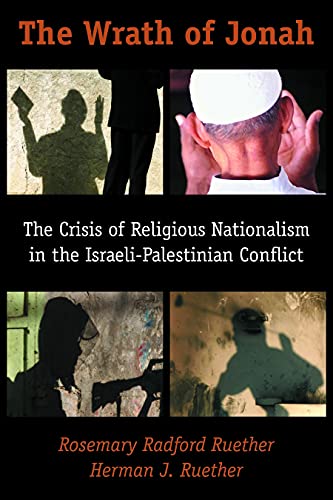 The Wrath of Jonah
The Crisis of Religious Nationalism
in the Israeli-Palestinian Conflict
Rosemary Radford Ruether
Herman J. Ruether